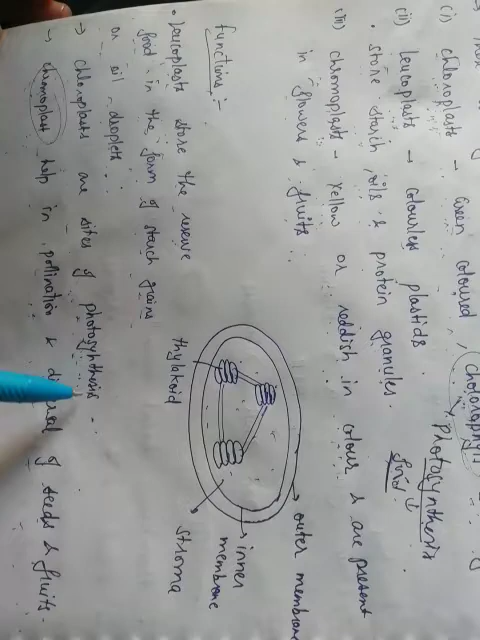 (i) chloroplasts - Green coloured,
(ii) leucoplasts → colourless plastids.
photosynthesis
food
. store starch, oils & protein granules.
(iii) chromoplasts - yellow or reddish in colour & are present
in flowers & fruits.
functions:-
• Leucoplasts store the reserve
food in the form of starch grains
or oil droplets.
→ chloroplasts are sites of photosynthesis.
→ chromoplast help in pollination & of seeds & fruits.
thylakoid
outer membrane
inner
membrane
stroma